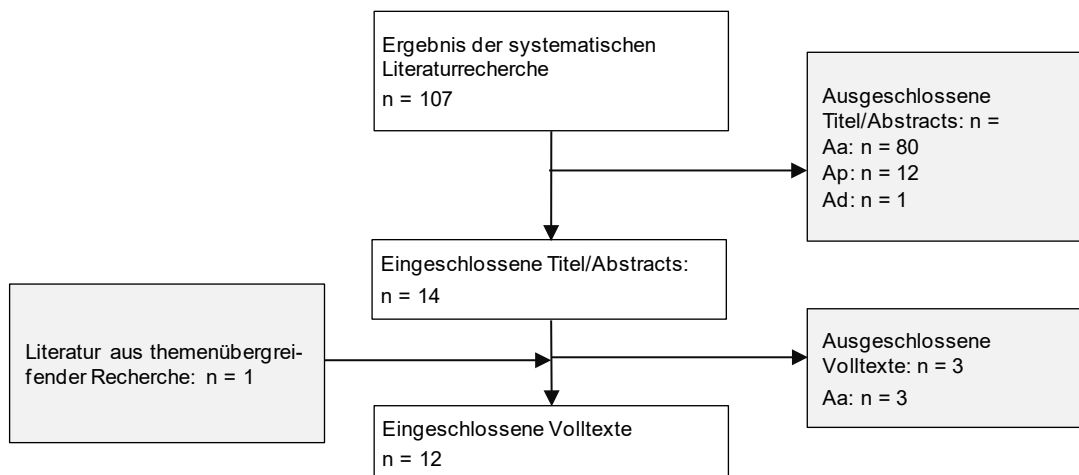 Ergebnis der systematischen
Literaturrecherche
n = 107
Ausgeschlossene
Titel/Abstracts: n =
Aa: n = 80
Ap: n = 12
Ad: n = 1
Eingeschlossene Titel/Abstracts:
n = 14
Literatur aus themenübergrei-
fender Recherche: n = 1
Ausgeschlossene
Volltexte: n = 3
Aa: n = 3
Eingeschlossene Volltexte
n = 12